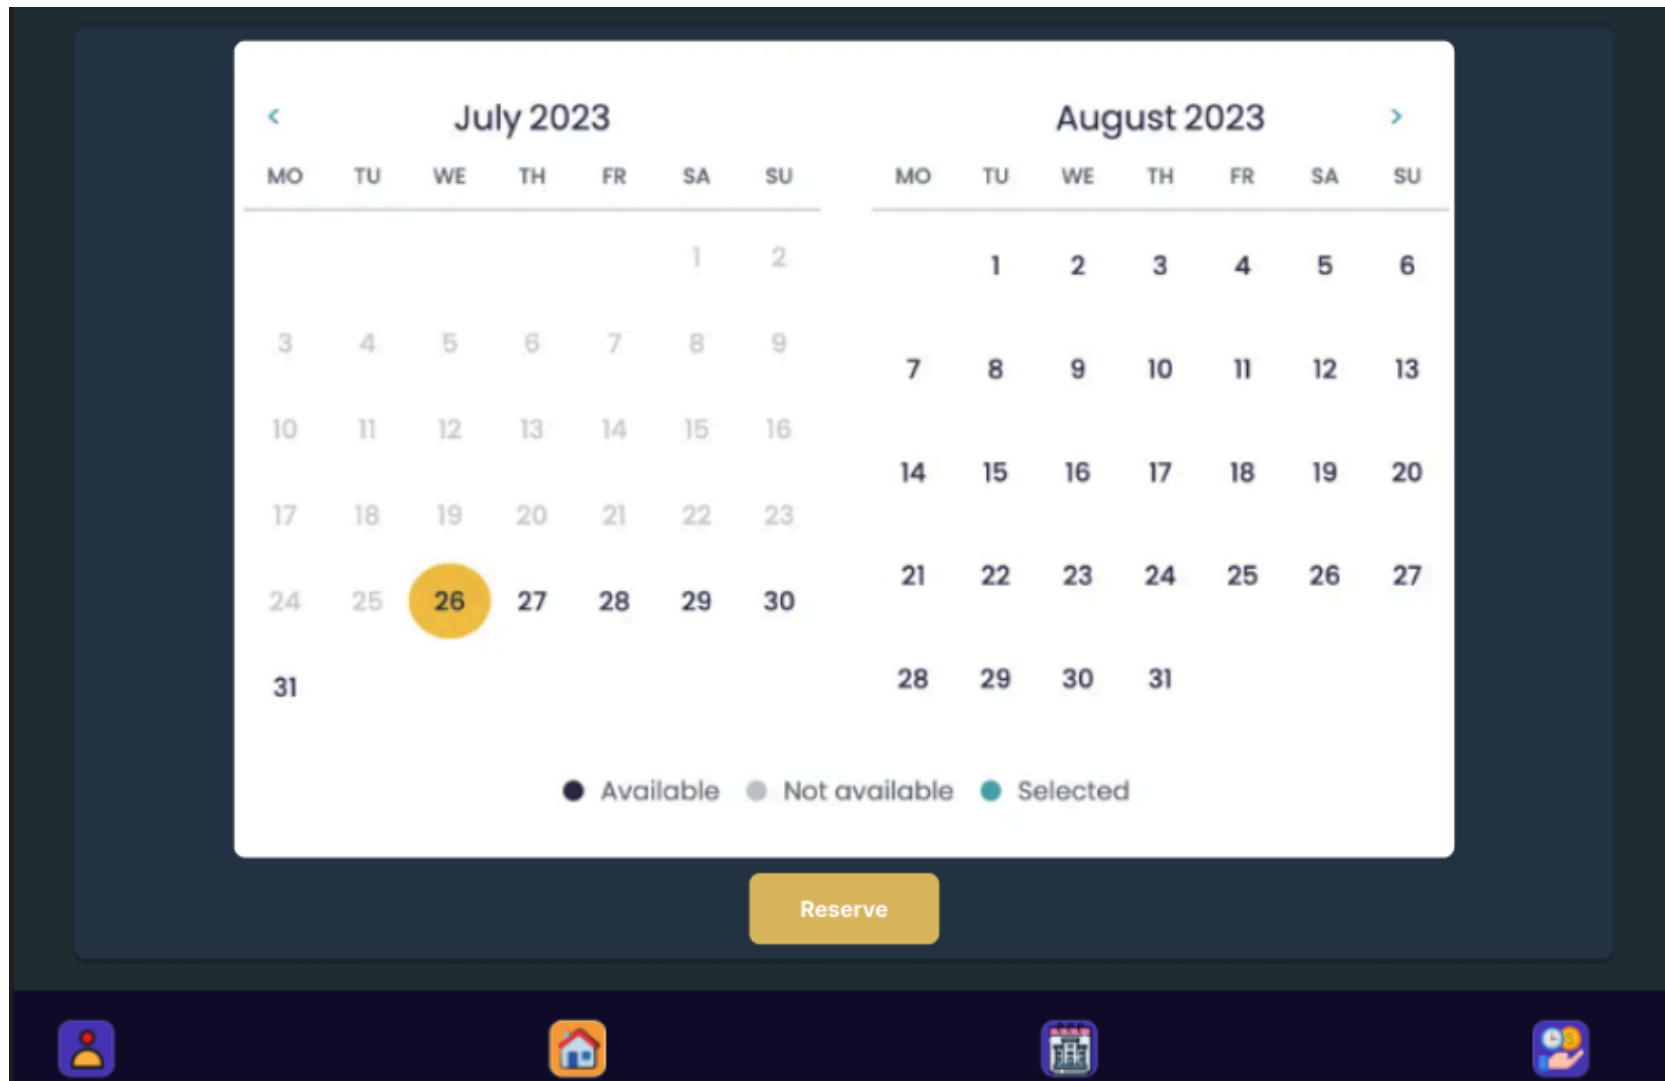 < July 2023
MO TU WE TH FR SA SU
1 2
3 4 5 6 7 8 9
10 11 12 13 14 15 16
17 18 19 20 21 22 23
24 25 26 27 28 29 30
31
August 2023 >
MO TU WE TH FR SA SU
1 2 3 4 5 6
7 8 9 10 11 12 13
14 15 16 17 18 19 20
21 22 23 24 25 26 27
28 29 30 31
Available Not available Selected
Reserve